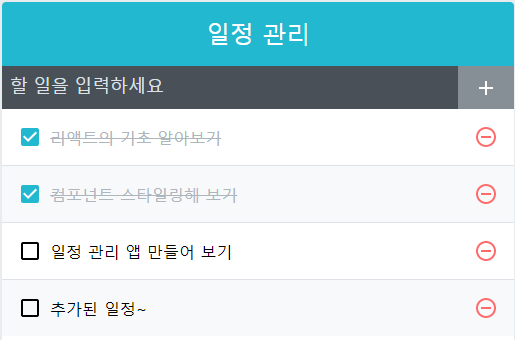 일정 관리
할 일을 입력하세요
리액트의 기초 알아보기
컴포넌트 스타일링해 보기
일정 관리 앱 만들어 보기
추가된 일정~